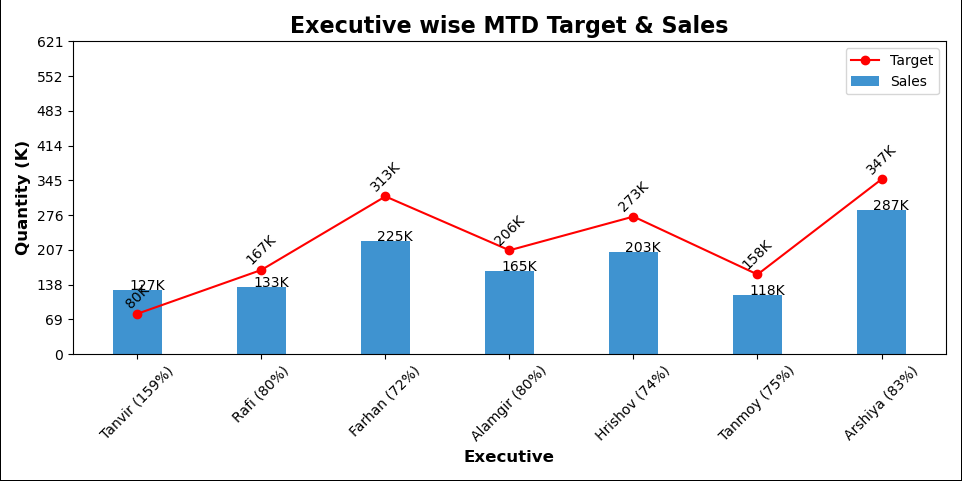 Executive wise MTD Target & Sales
Target
Sales
Quantity (K)
621
552
483
414
345
276
207
138
69
0
80K
167K
313K
206K
273K
158K
347K
127K
133K
225K
165K
203K
118K
287K
Tanvir (159%)
Rafi (80%)
Farhan (72%)
Alamgir (80%)
Hrishov (74%)
Tanmoy (75%)
Arshiya (83%)
Executive